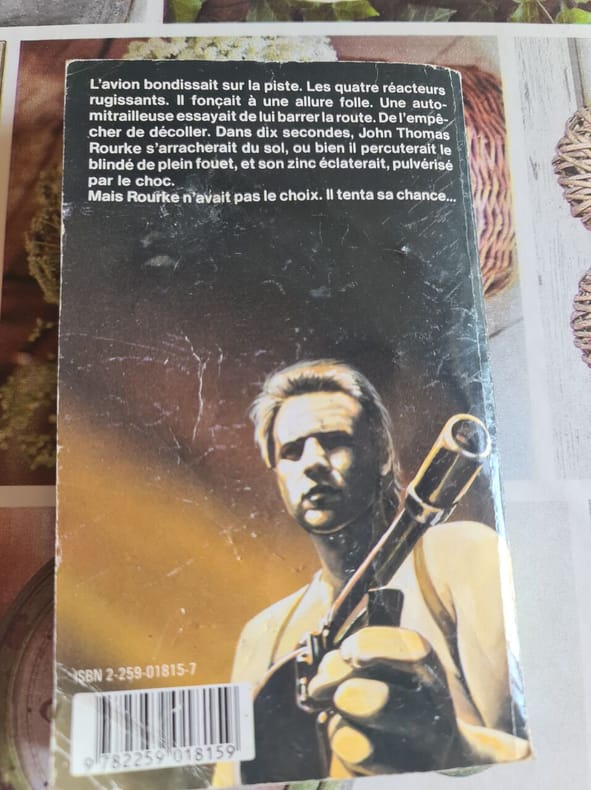 L'avion bondissait sur la piste. Les quatre réacteurs
rugissants. Il fonçait à une allure folle. Une auto-
mitrailleuse essayait de lui barrer la route. De l'empê-
cher de décoller. Dans dix secondes, John Thomas
Rourke s'arracherait du sol, ou bien il percuterait le
blindé de plein fouet, et son zinc éclaterait, pulvérisé
par le choc.
Mais Rourke n'avait pas le choix. Il tenta sa chance...
ISBN 2-259-01815-7
9 782259 018159